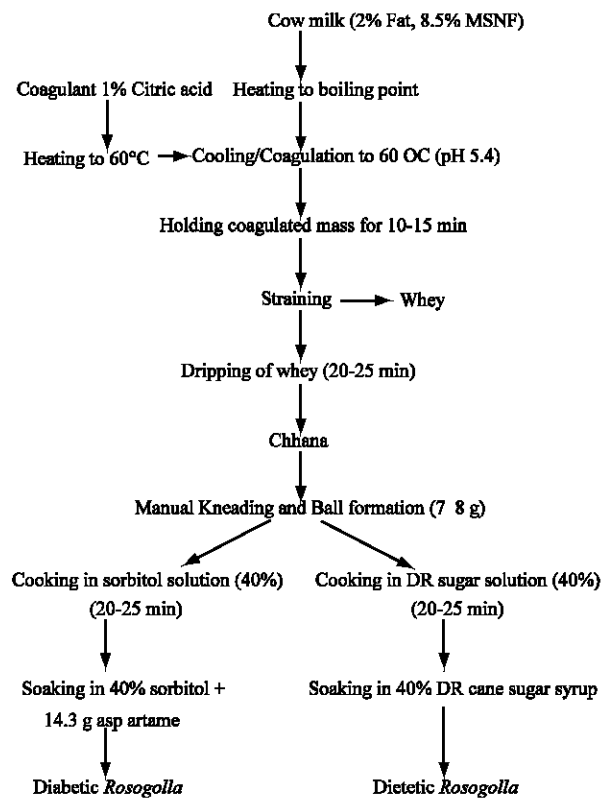 Cow milk (2% Fat, 8.5% MSNF)
Coagulant 1% Citric acid
Heating to boiling point
Heating to 60°C
Cooling/Coagulation to 60 OC (pH 5.4)
Holding coagulated mass for 10-15 min
Straining
Whey
Dripping of whey (20-25 min)
Chhana
Manual Kneading and Ball formation (7 8 g)
Cooking in sorbitol solution (40%)
(20-25 min)
Cooking in DR sugar solution (40%)
(20-25 min)
Soaking in 40% sorbitol +
14.3 g asp artame
Soaking in 40% DR cane sugar syrup
Diabetic Rosogolla
Dietetic Rosogolla